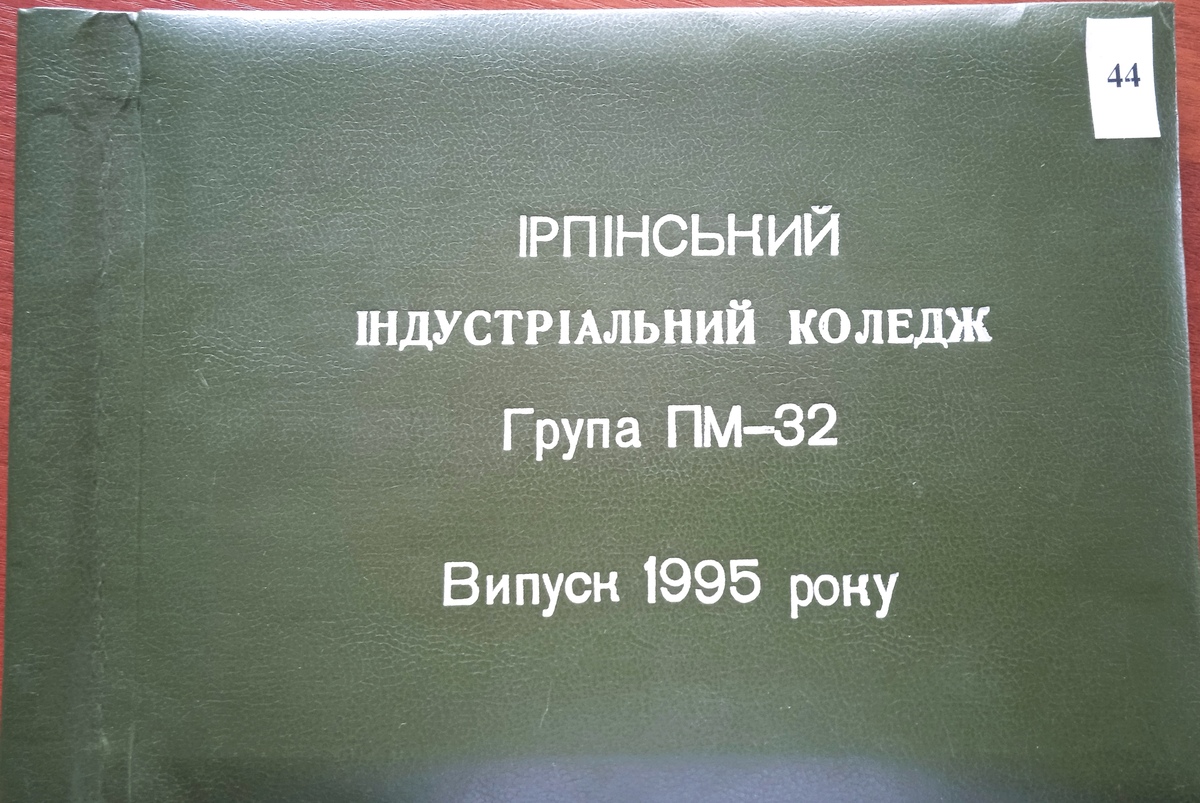 44
ІРПІНСЬКИЙ
ІНДУСТРІАЛЬНИЙ КОЛЕДЖ
Група ПМ–32
Випуск 1995 року